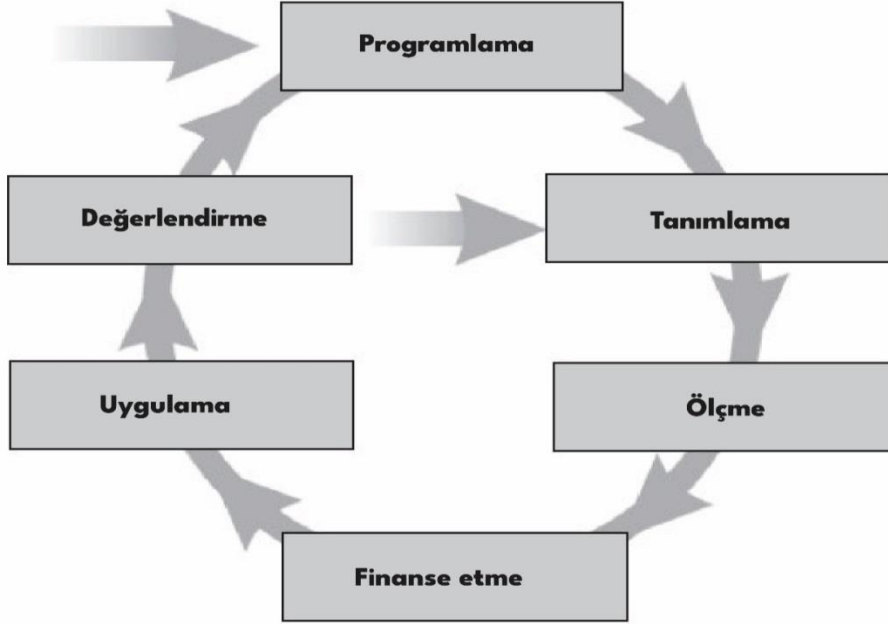 Programlama
Değerlendirme
Tanımlama
Uygulama
Ölçme
Finanse etme